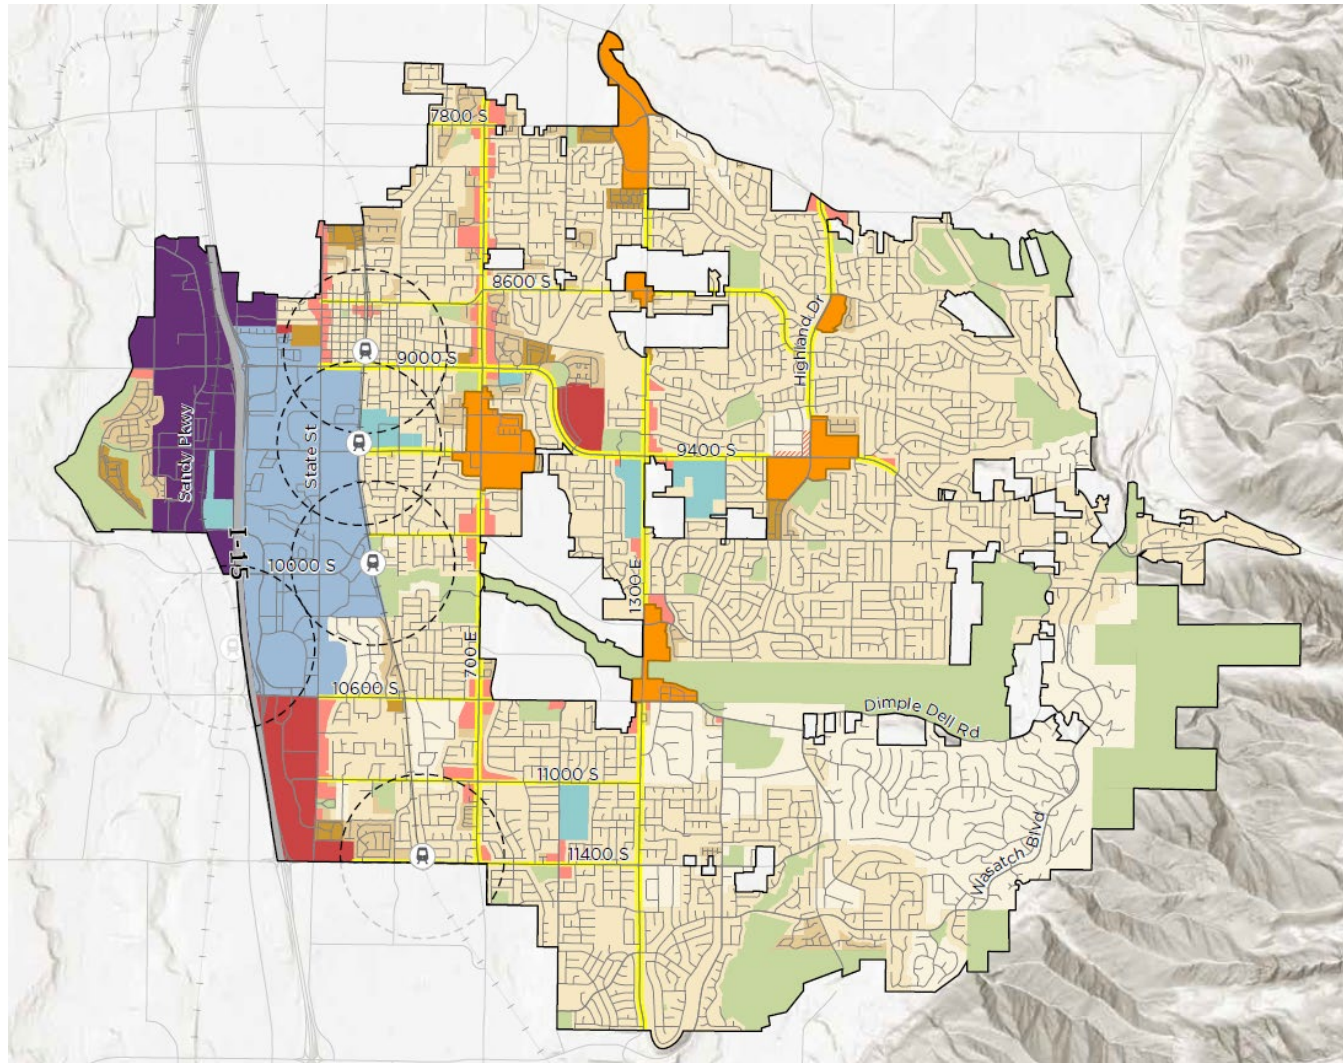 7800 S
8600 S
Highland Dr
9000 S
Sandy Pkwy
State St
9400 S
I-15
10000 S
1300 E
700 E
10600 S
Dimple Dell Rd
11000 S
Wasatch Blvd
11400 S